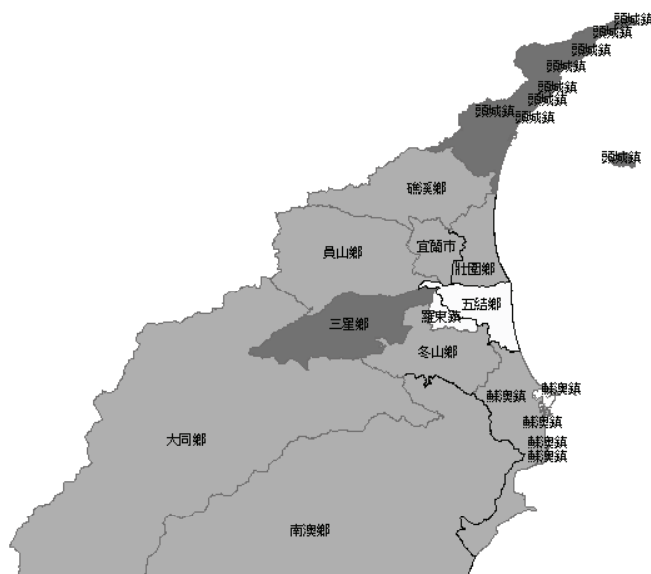 頭城鎮
頭城鎮
頭城鎮
頭城鎮
頭城鎮
頭城鎮
頭城鎮
頭城鎮
頭城鎮
礁溪鄉
宜蘭市
員山鄉
壯圍鄉
五結鄉
羅東鎮
三星鄉
冬山鄉
蘇澳鎮
蘇澳鎮
蘇澳鎮
大同鄉
蘇澳鎮
蘇澳鎮
南澳鄉